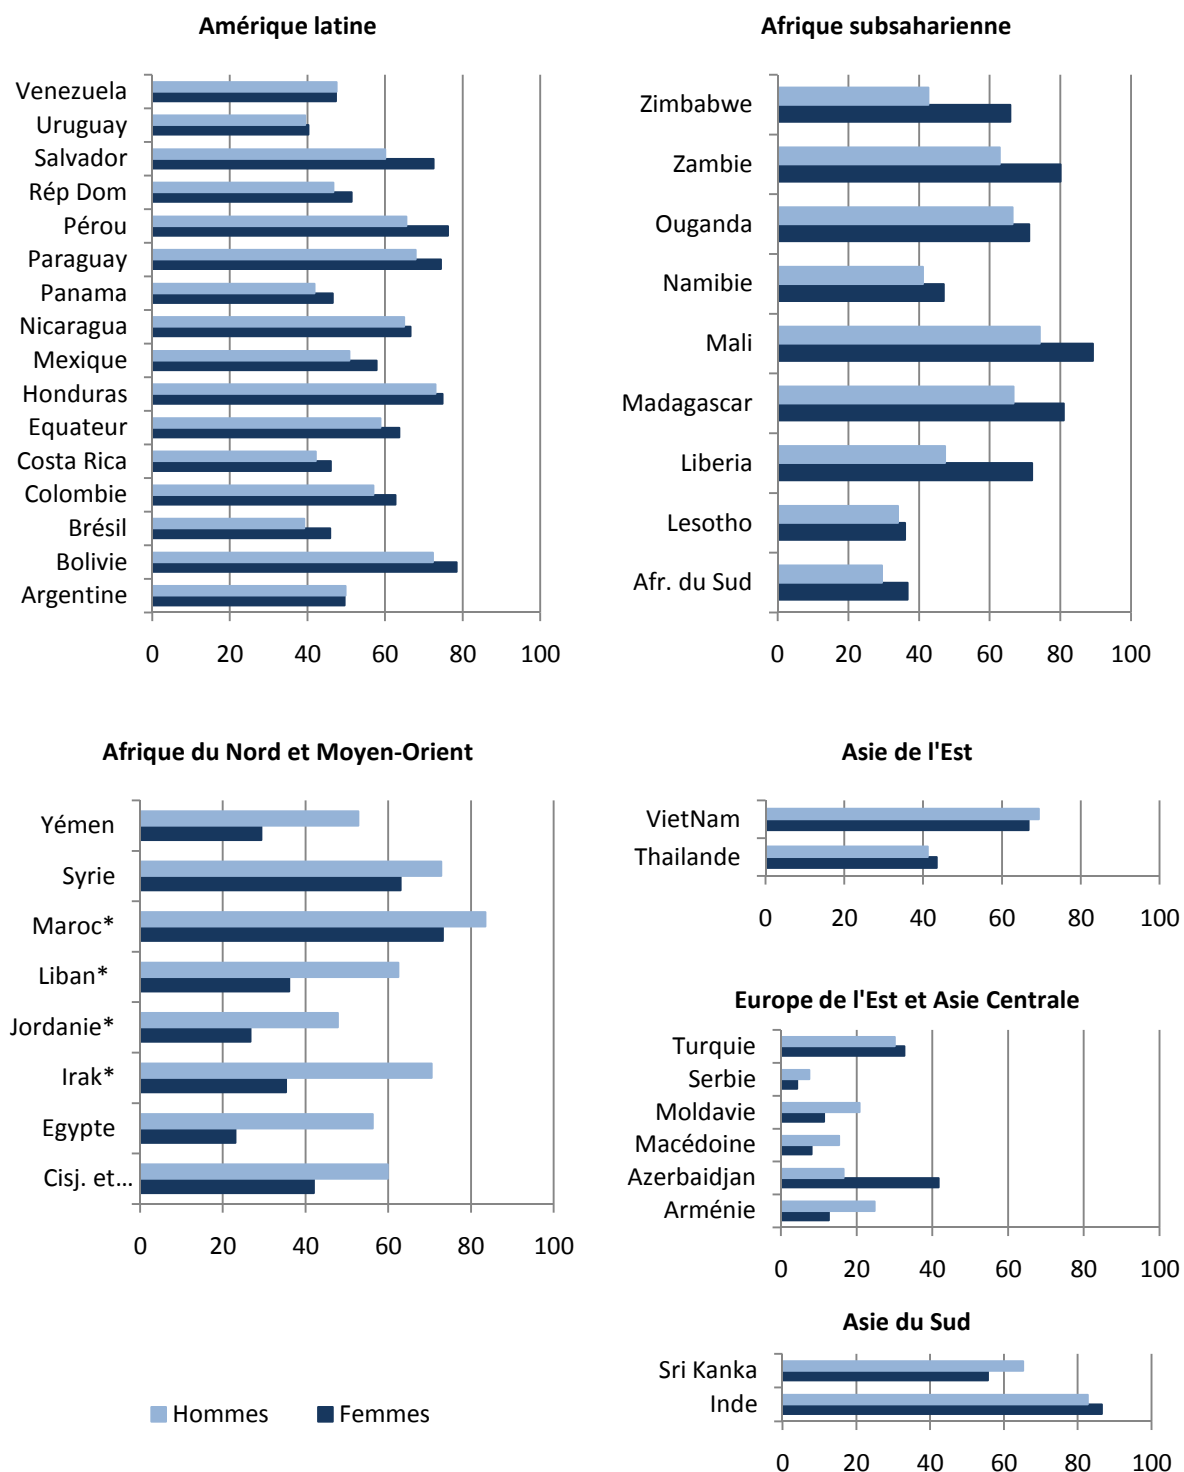 Amérique latine
Venezuela
Uruguay
Salvador
Rép Dom
Pérou
Paraguay
Panama
Nicaragua
Mexique
Honduras
Equateur
Costa Rica
Colombie
Brésil
Bolivie
Argentine
0 20 40 60 80 100
Afrique subsaharienne
Zimbabwe
Zambie
Ouganda
Namibie
Mali
Madagascar
Liberia
Lesotho
Afr. du Sud
0 20 40 60 80 100
Afrique du Nord et Moyen-Orient
Yémen
Syrie
Maroc*
Liban*
Jordanie*
Irak*
Egypte
Cisj. et...
0 20 40 60 80 100
Asie de l'Est
VietNam
Thailande
0 20 40 60 80 100
Europe de l'Est et Asie Centrale
Turquie
Serbie
Moldavie
Macédoine
Azerbaidjan
Arménie
0 20 40 60 80 100
Asie du Sud
Sri Kanka
Inde
0 20 40 60 80 100
Hommes Femmes